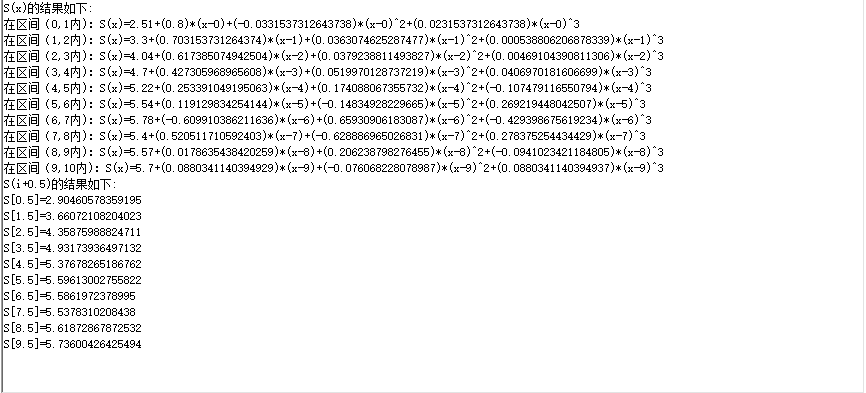 S(x)的结果如下:
在区间（0,1内）：S(x)=2.51+(0.8)*(x-0)+(-0.0331537312643738)*(x-0)^2+(0.0231537312643738)*(x-0)^3
在区间（1,2内）：S(x)=3.3+(0.703153731264374)*(x-1)+(0.0363074625287477)*(x-1)^2+(0.000538806206878339)*(x-1)^3
在区间（2,3内）：S(x)=4.04+(0.617385074942504)*(x-2)+(0.0379238811493827)*(x-2)^2+(0.00469104390811306)*(x-2)^3
在区间（3,4内）：S(x)=4.7+(0.427305968965608)*(x-3)+(0.0519970128737219)*(x-3)^2+(0.0406970181606699)*(x-3)^3
在区间（4,5内）：S(x)=5.22+(0.253391049195063)*(x-4)+(0.174088067355732)*(x-4)^2+(-0.107479116550794)*(x-4)^3
在区间（5,6内）：S(x)=5.54+(0.119129834254144)*(x-5)+(-0.14834928229665)*(x-5)^2+(0.269219448042507)*(x-5)^3
在区间（6,7内）：S(x)=5.78+(-0.609910386211636)*(x-6)+(0.65930906183087)*(x-6)^2+(-0.429398675619234)*(x-6)^3
在区间（7,8内）：S(x)=5.4+(0.520511710592403)*(x-7)+(-0.628886965026831)*(x-7)^2+(0.278375254434429)*(x-7)^3
在区间（8,9内）：S(x)=5.57+(0.0178635438420259)*(x-8)+(0.206238798276455)*(x-8)^2+(-0.0941023421184805)*(x-8)^3
在区间（9,10内）：S(x)=5.7+(0.0880341140394929)*(x-9)+(-0.076068228078987)*(x-9)^2+(0.0880341140394937)*(x-9)^3
S(i+0.5)的结果如下:
S[0.5]=2.90460578359195
S[1.5]=3.66072108204023
S[2.5]=4.35875988824711
S[3.5]=4.93173936497132
S[4.5]=5.37678265186762
S[5.5]=5.59613002755822
S[6.5]=5.5861972378995
S[7.5]=5.5378310208438
S[8.5]=5.61872867872532
S[9.5]=5.73600426425494